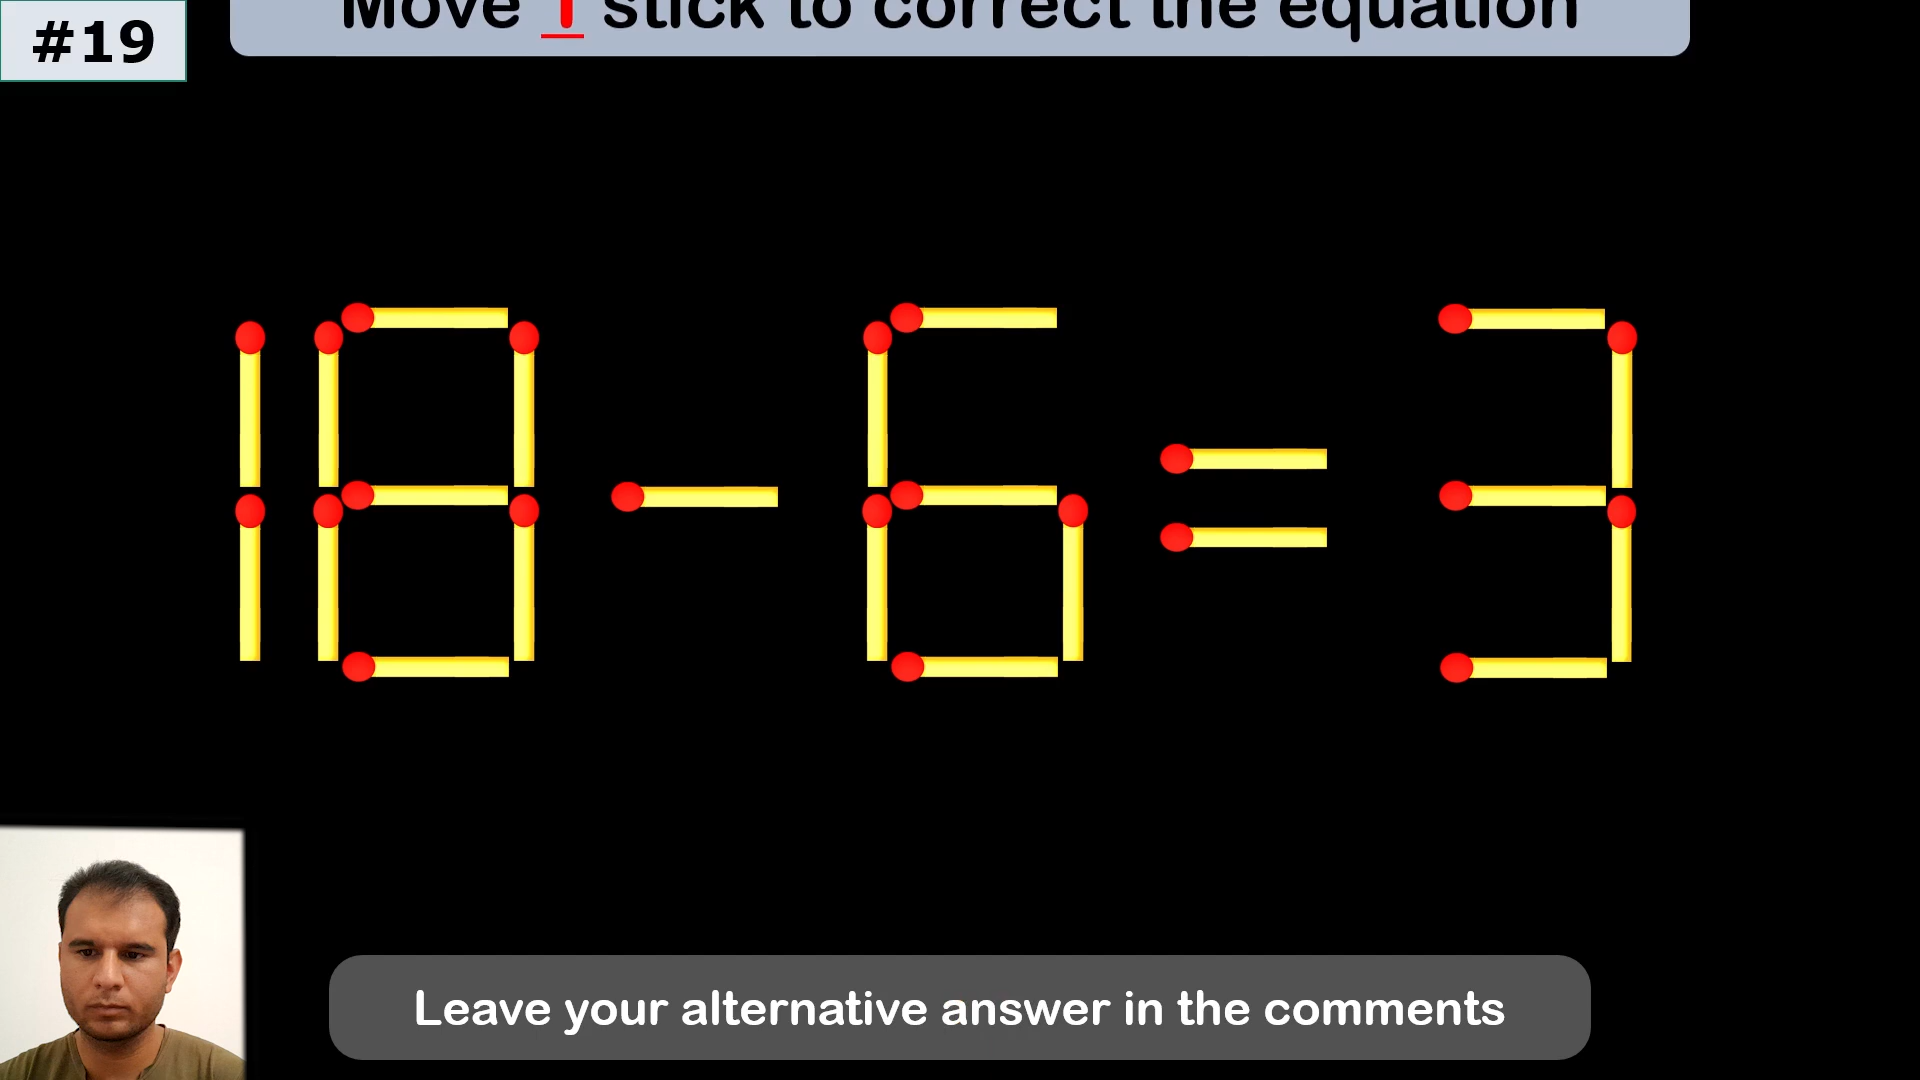 #19
Move 1 stick to correct the equation
18-6=3
Leave your alternative answer in the comments